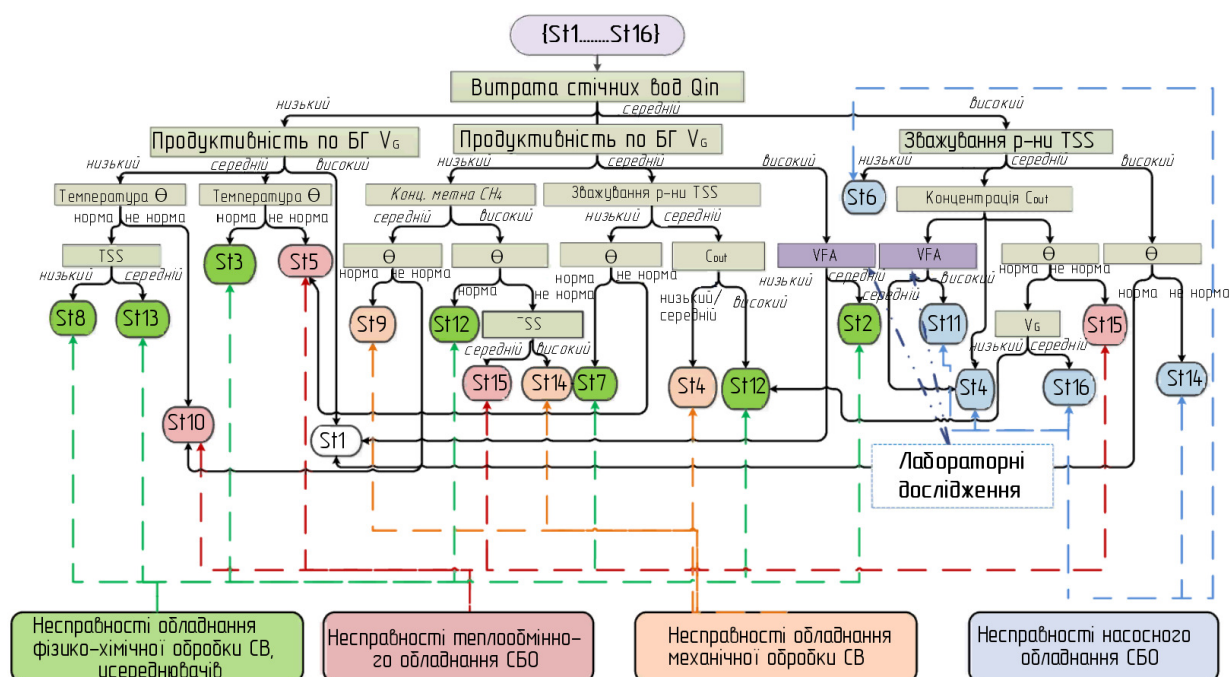 {St1........St16}
Витрата стічних вод Qin
низький
середній
високий
Продуктивність по БГ VG
Продуктивність по БГ VG
Зважування р-ни TSS
низький
середній
високий
низький
середній
високий
низький
середній
високий
Температура Θ
Температура Θ
Конц. метна CH4
Зважування р-ни TSS
St6
Концентрація Cout
норма
не норма
норма
не норма
середній
високий
низький
середній
TSS
St3
St5
Θ
Θ
Θ
Cout
VFA
VFA
Θ
Θ
низький
середній
норма
не норма
норма
не норма
норма
не норма
низький/
середній
високий
низький
середній
середній
високий
норма
не норма
норма
не норма
St8
St13
St9
St12
TSS
St2
St11
VG
St15
середній
високий
низький
середній
St15
St14
St7
St4
St12
St4
St16
St14
St10
St1
Лабораторні
дослідження
Несправності обладнання
фізико-хімічної обробки СВ,
усереднювачів
Несправності теплообмінно-
го обладнання СБО
Несправності обладнання
механічної обробки СВ
Несправності насосного
обладнання СБО